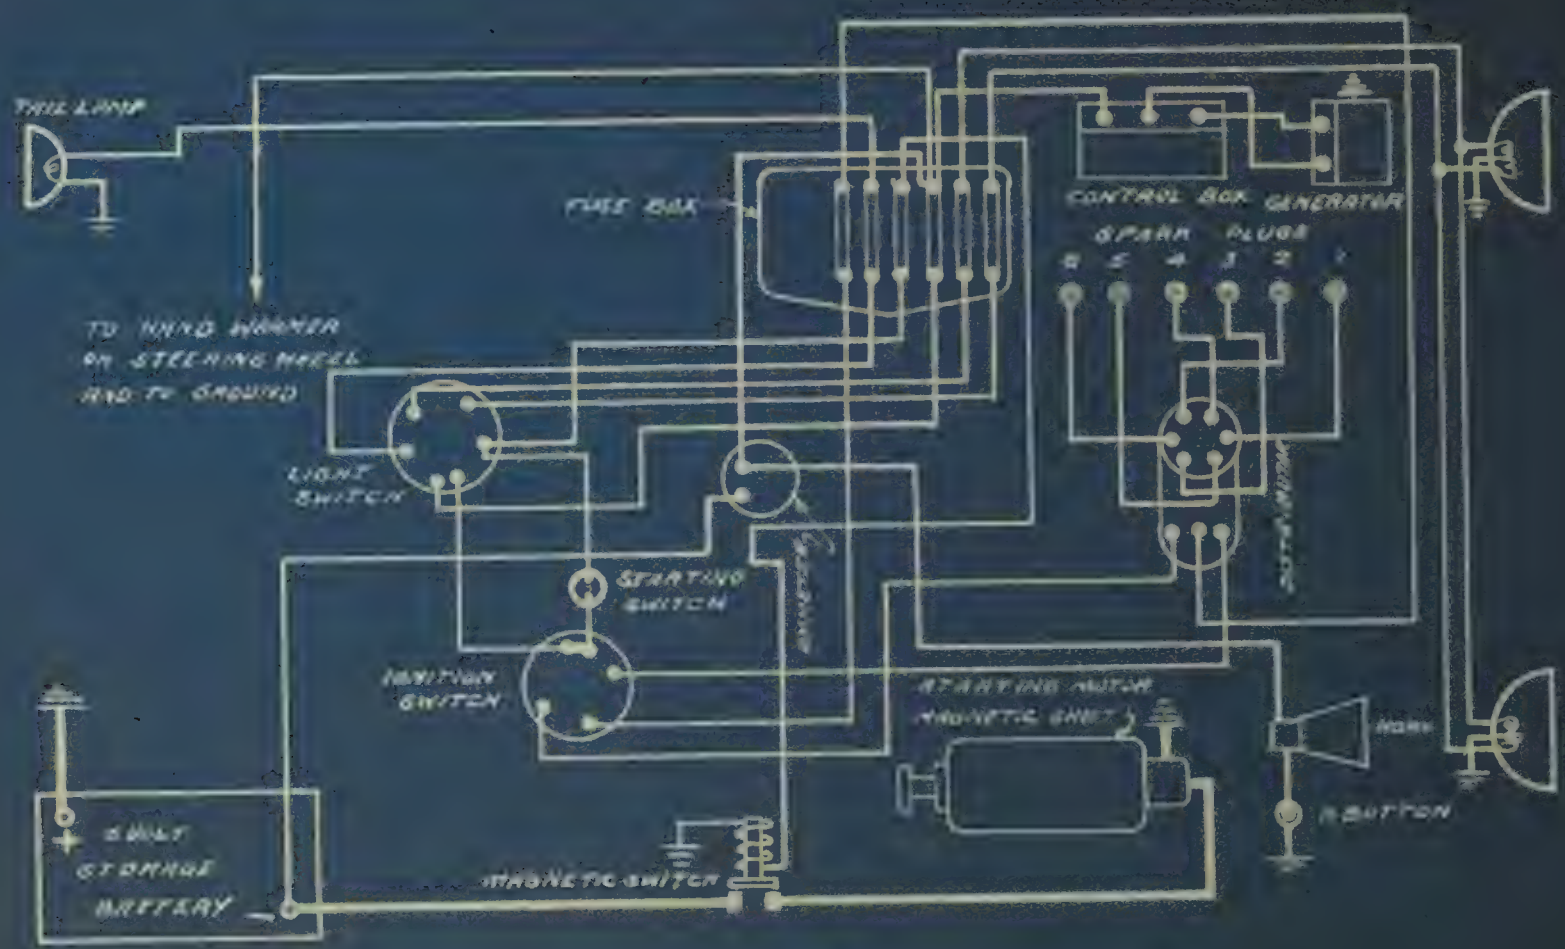 TAIL LAMP
FUSE BOX
CONTROL BOX
GENERATOR
SPARK PLUGS
6 5 4 3 2 1
TO HAND WARMER
ON STEERING WHEEL
AND TO GROUND
LIGHT
SWITCH
STARTING
SWITCH
IGNITION
SWITCH
STARTING MOTOR
MAGNETIC SHIFT
HORN
H. BUTTON
+
6 VOLT
STORAGE
BATTERY -
MAGNETIC SWITCH